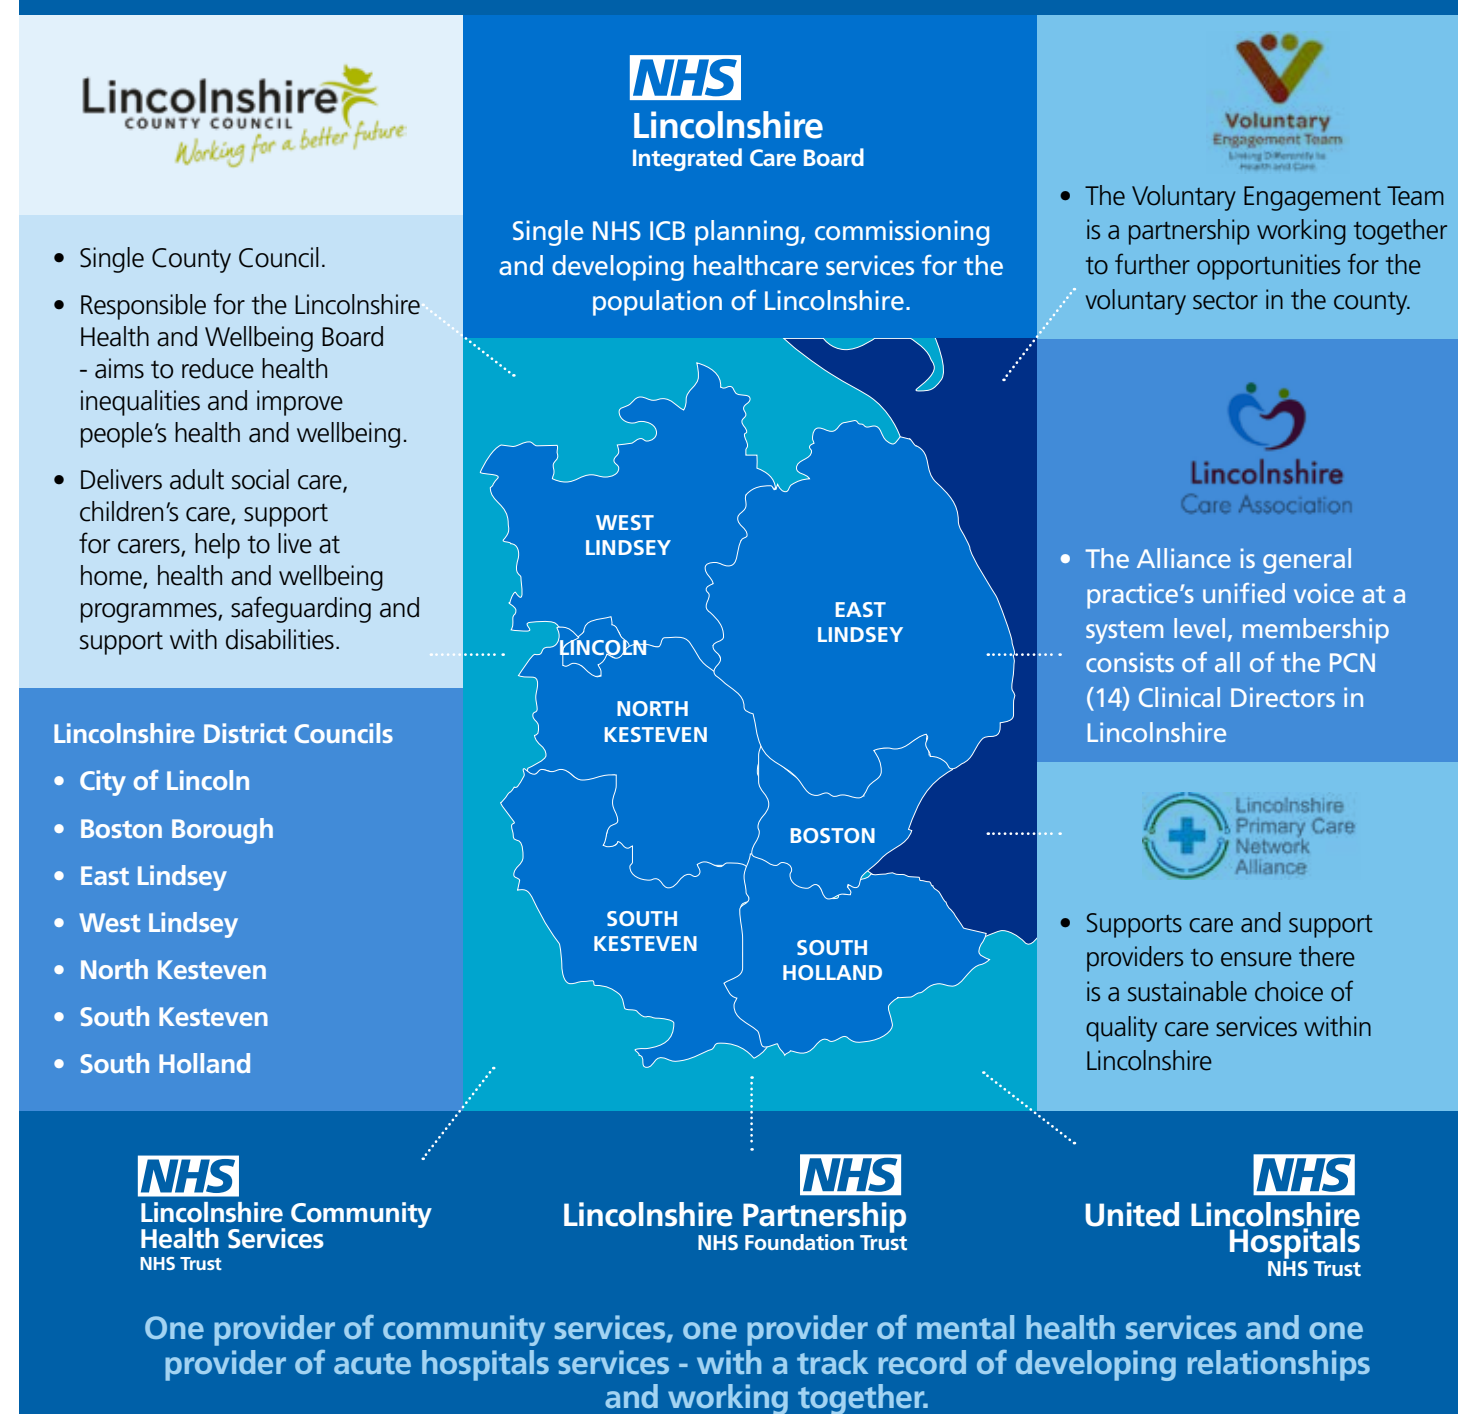 Lincolnshire
COUNTY COUNCIL
Working for a better future
• Single County Council.
• Responsible for the Lincolnshire
Health and Wellbeing Board
- aims to reduce health
inequalities and improve
people’s health and wellbeing.
• Delivers adult social care,
children’s care, support
for carers, help to live at
home, health and wellbeing
programmes, safeguarding and
support with disabilities.
Lincolnshire District Councils
• City of Lincoln
• Boston Borough
• East Lindsey
• West Lindsey
• North Kesteven
• South Kesteven
• South Holland
NHS
Lincolnshire
Integrated Care Board
Single NHS ICB planning, commissioning
and developing healthcare services for the
population of Lincolnshire.
WEST
LINDSEY
EAST
LINDSEY
LINCOLN
NORTH
KESTEVEN
BOSTON
SOUTH
KESTEVEN
SOUTH
HOLLAND
Voluntary
Engagement Team
Linking Differently to
Health and Care
• The Voluntary Engagement Team
is a partnership working together
to further opportunities for the
voluntary sector in the county.
Lincolnshire
Care Association
• The Alliance is general
practice’s unified voice at a
system level, membership
consists of all of the PCN
(14) Clinical Directors in
Lincolnshire
Lincolnshire
Primary Care
Network
Alliance
• Supports care and support
providers to ensure there
is a sustainable choice of
quality care services within
Lincolnshire
NHS
Lincolnshire Community
Health Services
NHS Trust
NHS
Lincolnshire Partnership
NHS Foundation Trust
NHS
United Lincolnshire
Hospitals
NHS Trust
One provider of community services, one provider of mental health services and one
provider of acute hospitals services - with a track record of developing relationships
and working together.